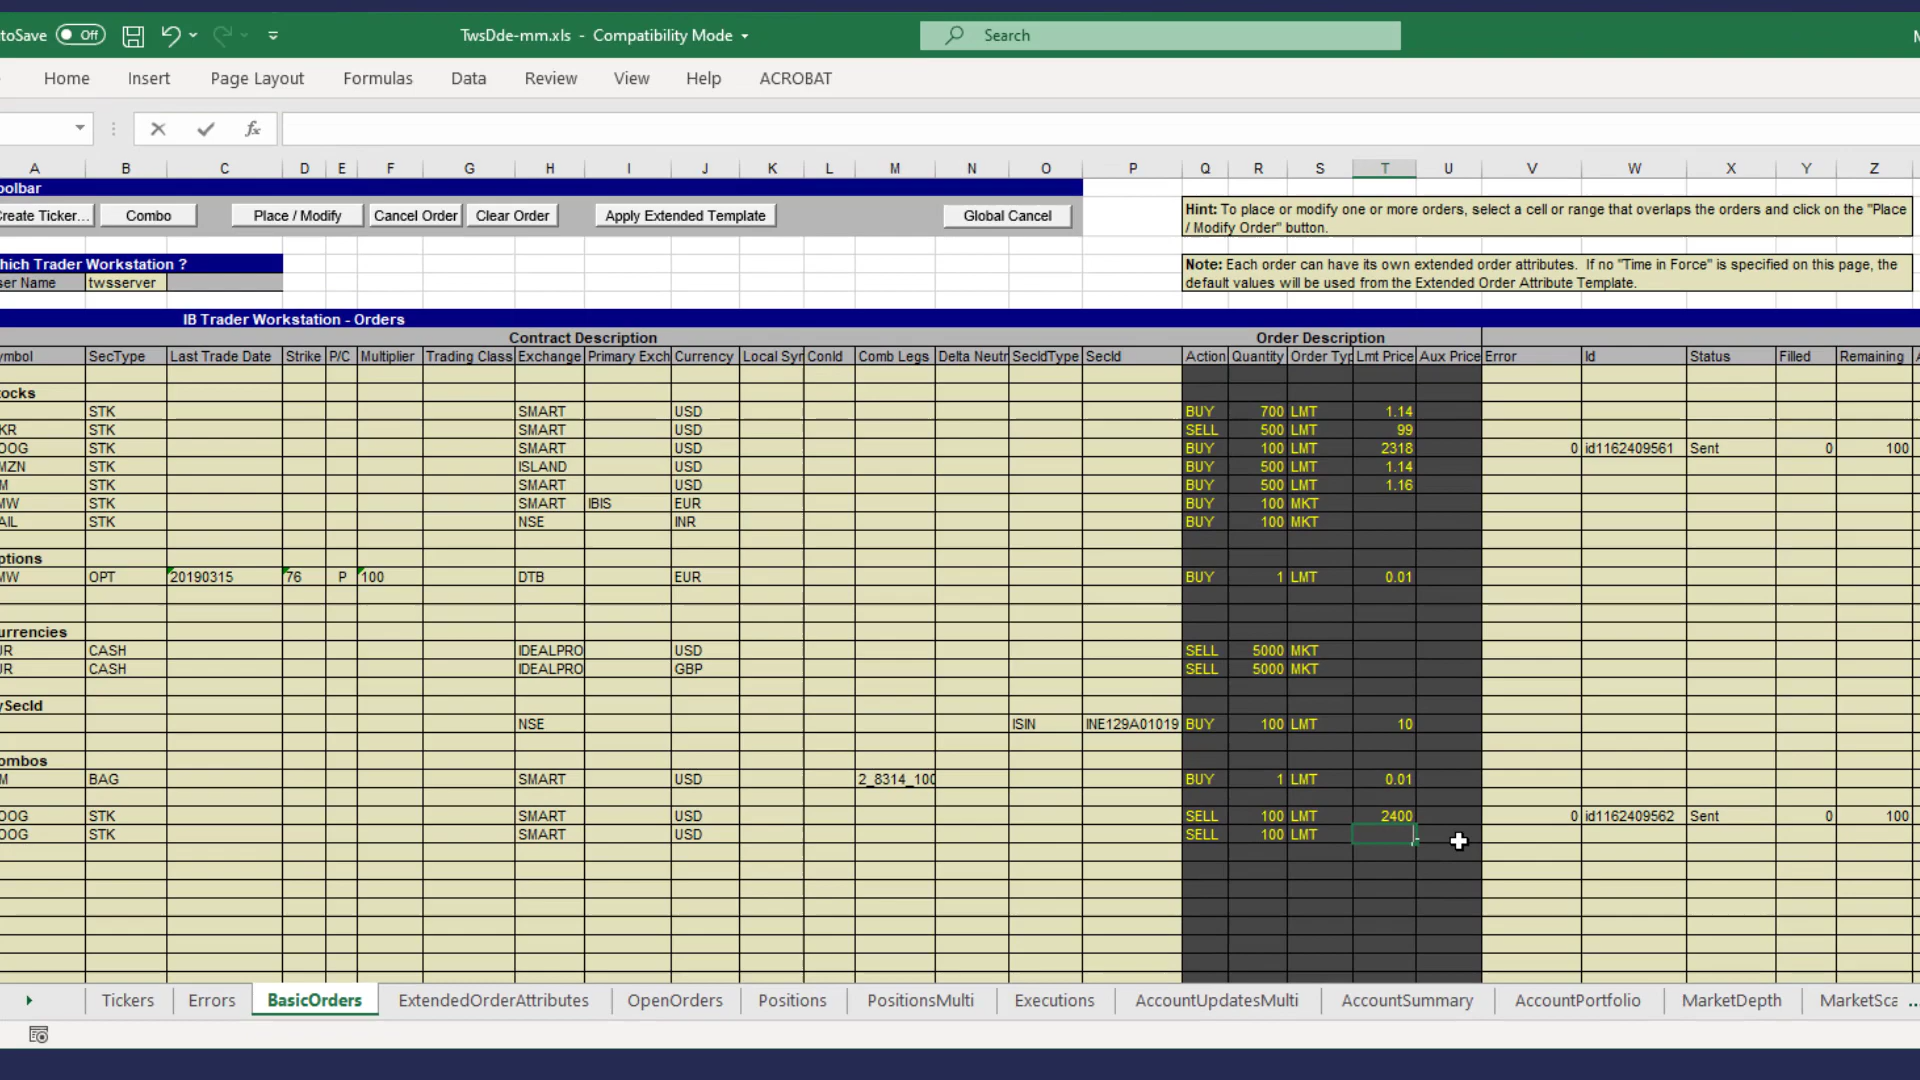 toSave Off TwsDde-mm.xls - Compatibility Mode Search
Home Insert Page Layout Formulas Data Review View Help ACROBAT
fx
A B C D E F G H I J K L M N O P Q R S T U V W X Y Z
oolbar
reate Ticker... Combo Place / Modify Cancel Order Clear Order Apply Extended Template Global Cancel
Hint: To place or modify one or more orders, select a cell or range that overlaps the orders and click on the "Place
/ Modify Order" button.
hich Trader Workstation ?
ser Name twsserver
Note: Each order can have its own extended order attributes. If no "Time in Force" is specified on this page, the
default values will be used from the Extended Order Attribute Template.
IB Trader Workstation - Orders
Contract Description Order Description
ymbol SecType Last Trade Date Strike P/C Multiplier Trading Class Exchange Primary Exch Currency Local Syr ConId Comb Legs Delta Neutr SecIdType SecId Action Quantity Order Typ Lmt Price Aux Price Error Id Status Filled Remaining
tocks
STK SMART USD BUY 700 LMT 1.14
KR STK SMART USD SELL 500 LMT 99
OOG STK SMART USD BUY 100 LMT 2318 0 id1162409561 Sent 0 100
MZN STK ISLAND USD BUY 500 LMT 1.14
M STK SMART USD BUY 500 LMT 1.16
MW STK SMART IBIS EUR BUY 100 MKT
AIL STK NSE INR BUY 100 MKT
ptions
MW OPT 20190315 76 P 100 DTB EUR BUY 1 LMT 0.01
urrencies
UR CASH IDEALPRO USD SELL 5000 MKT
UR CASH IDEALPRO GBP SELL 5000 MKT
ySecId
NSE ISIN INE129A01019 BUY 100 LMT 10
ombos
M BAG SMART USD 2_8314_100 BUY 1 LMT 0.01
OOG STK SMART USD SELL 100 LMT 2400 0 id1162409562 Sent 0 100
OOG STK SMART USD SELL 100 LMT
Tickers Errors BasicOrders ExtendedOrderAttributes OpenOrders Positions PositionsMulti Executions AccountUpdatesMulti AccountSummary AccountPortfolio MarketDepth MarketSca ...